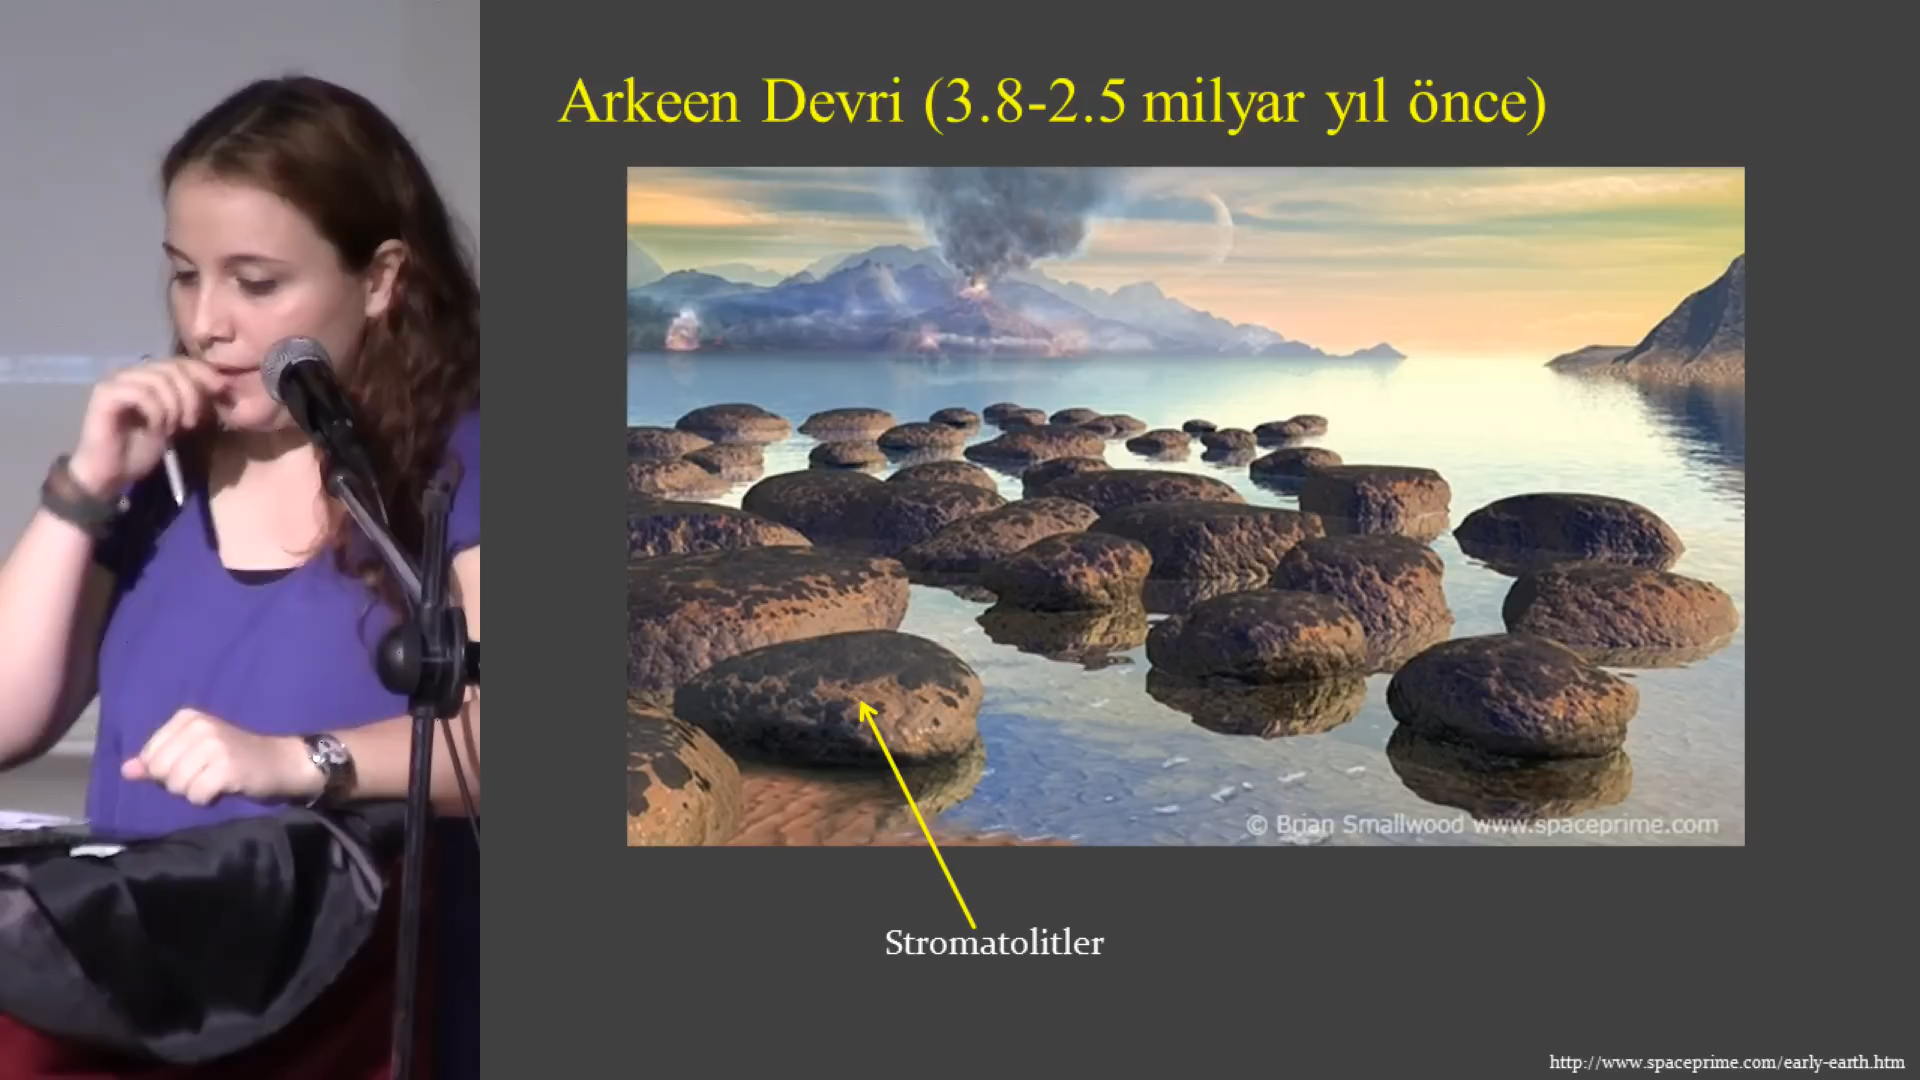 Arkeen Devri (3.8-2.5 milyar yıl önce)
© Brian Smallwood www.spaceprime.com
Stromatolitler
http://www.spaceprime.com/early-earth.htm